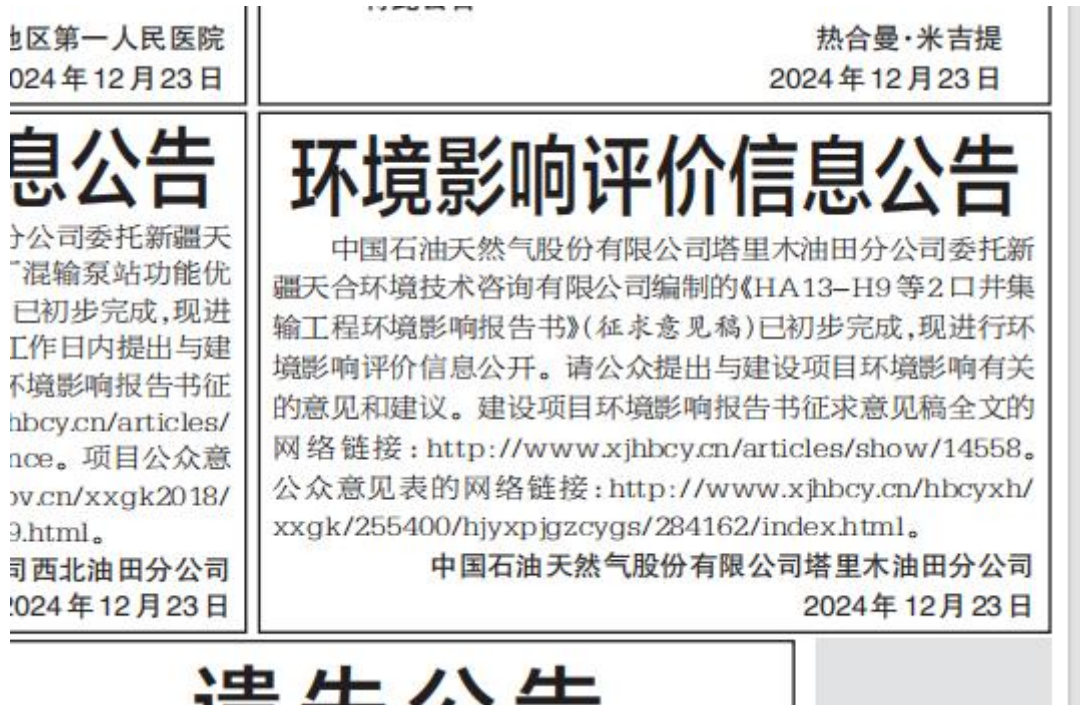 地区第一人民医院
2024年12月23日
热合曼·米吉提
2024年12月23日
息公告
公司委托新疆天
混输泵站功能优
已初步完成,现进
工作日内提出与建
环境影响报告书征
hbcy.cn/articles/
nce。项目公众意
ov.cn/xxgk2018/
9.html。
司西北油田分公司
2024年12月23日
环境影响评价信息公告
中国石油天然气股份有限公司塔里木油田分公司委托新
疆天合环境技术咨询有限公司编制的《HA13-H9等2口井集
输工程环境影响报告书》(征求意见稿)已初步完成,现进行环
境影响评价信息公开。请公众提出与建设项目环境影响有关
的意见和建议。建设项目环境影响报告书征求意见稿全文的
网络链接:http://www.xjhbcy.cn/articles/show/14558。
公众意见表的网络链接:http://www.xjhbcy.cn/hbcyxh/
xxgk/255400/hjyxpjgzcygs/284162/index.html。
中国石油天然气股份有限公司塔里木油田分公司
2024年12月23日
遗失公告